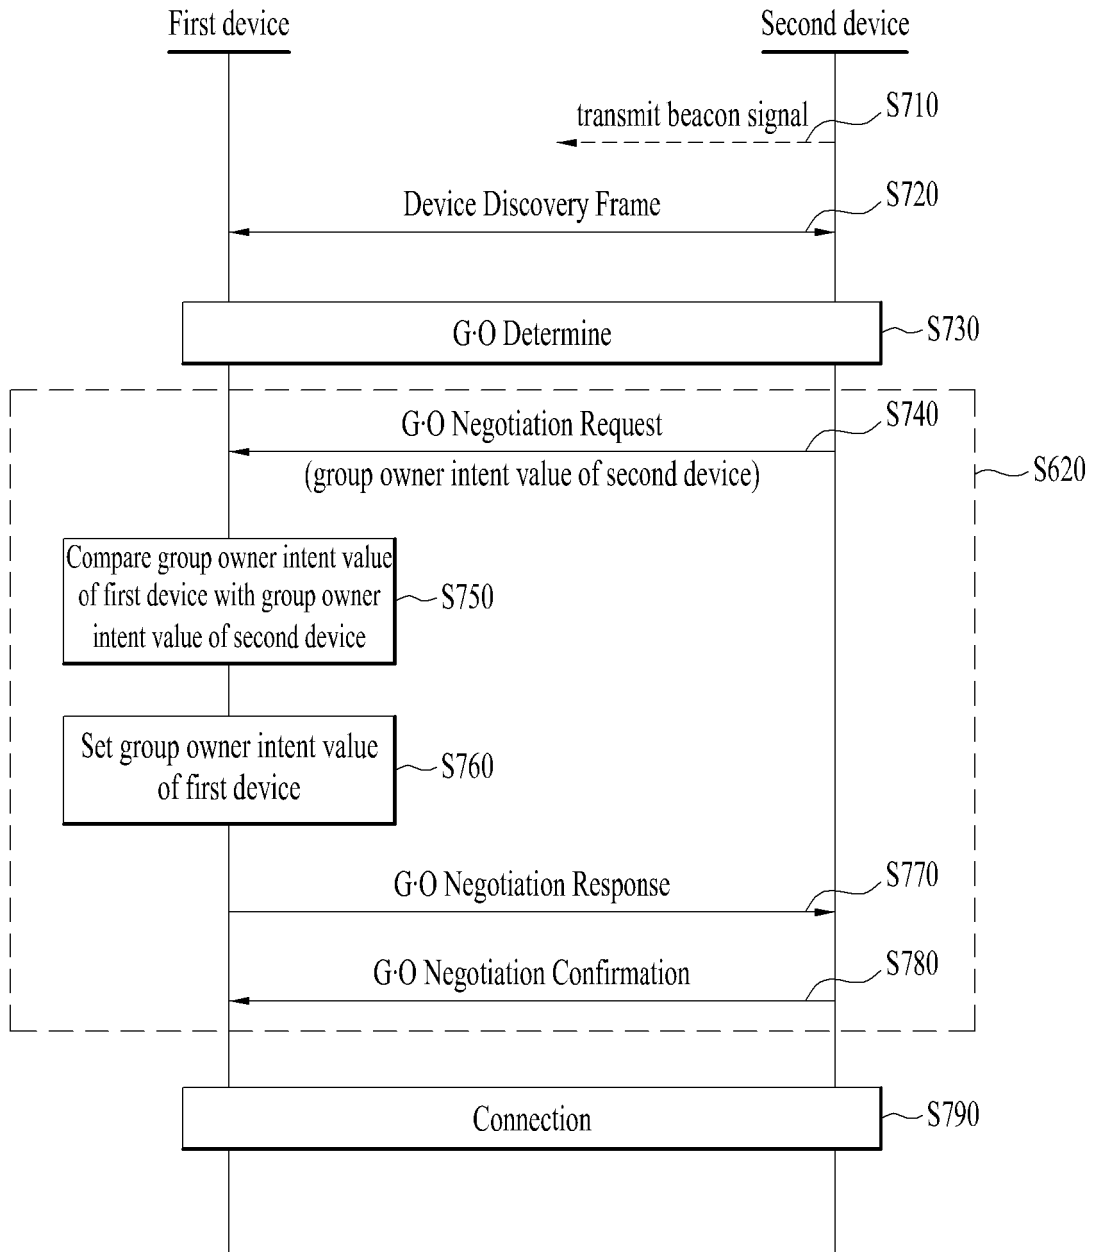 First device
Second device
transmit beacon signal
S710
Device Discovery Frame
S720
G·O Determine
S730
G·O Negotiation Request
S740
(group owner intent value of second device)
S620
Compare group owner intent value
of first device with group owner
intent value of second device
S750
Set group owner intent value
of first device
S760
G·O Negotiation Response
S770
G·O Negotiation Confirmation
S780
Connection
S790